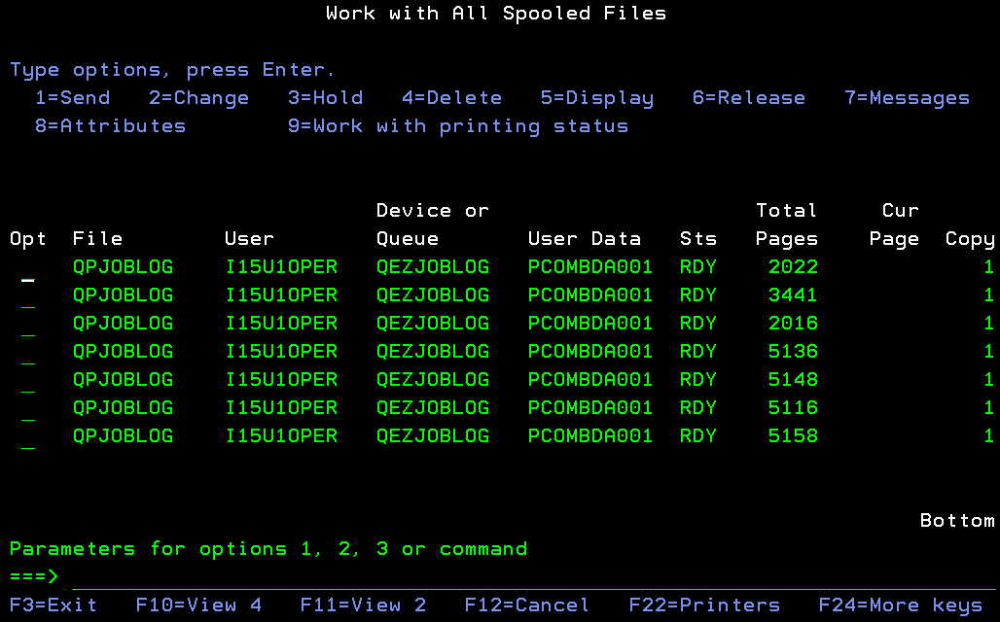 Work with All Spooled Files
Type options, press Enter.
1=Send   2=Change   3=Hold   4=Delete   5=Display   6=Release   7=Messages
8=Attributes        9=Work with printing status
Device or                     Total     Cur
Opt  File        User        Queue       User Data   Sts   Pages    Page  Copy
_  QPJOBLOG    I15U1OPER   QEZJOBLOG   PCOMBDA001  RDY    2022             1
_  QPJOBLOG    I15U1OPER   QEZJOBLOG   PCOMBDA001  RDY    3441             1
_  QPJOBLOG    I15U1OPER   QEZJOBLOG   PCOMBDA001  RDY    2016             1
_  QPJOBLOG    I15U1OPER   QEZJOBLOG   PCOMBDA001  RDY    5136             1
_  QPJOBLOG    I15U1OPER   QEZJOBLOG   PCOMBDA001  RDY    5148             1
_  QPJOBLOG    I15U1OPER   QEZJOBLOG   PCOMBDA001  RDY    5116             1
_  QPJOBLOG    I15U1OPER   QEZJOBLOG   PCOMBDA001  RDY    5158             1
Bottom
Parameters for options 1, 2, 3 or command
===>
F3=Exit   F10=View 4   F11=View 2   F12=Cancel   F22=Printers   F24=More keys